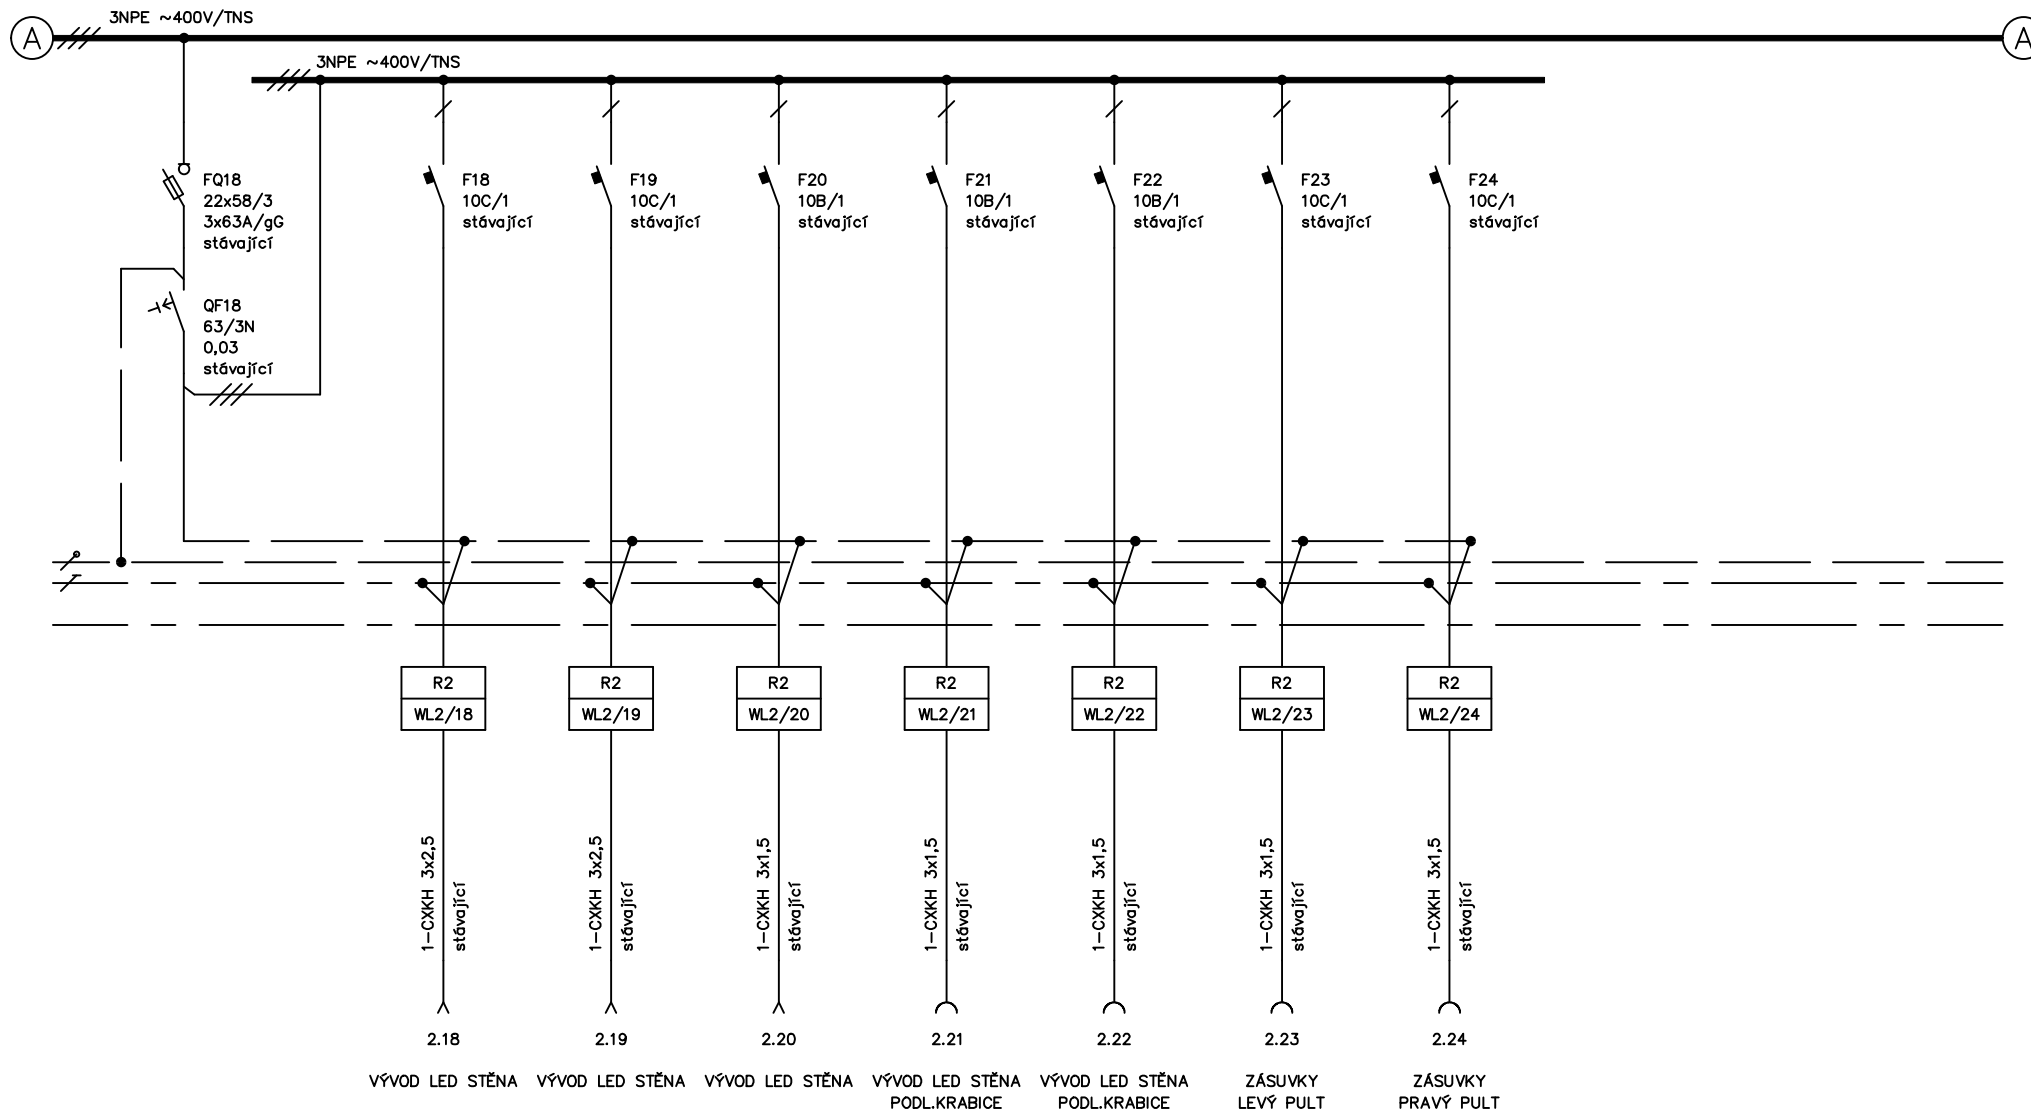 3NPE ~400V/TNS
A
A
3NPE ~400V/TNS
FQ18
22x58/3
3x63A/gG
stávající
F18
10C/1
stávající
F19
10C/1
stávající
F20
10B/1
stávající
F21
10B/1
stávající
F22
10B/1
stávající
F23
10C/1
stávající
F24
10C/1
stávající
QF18
63/3N
0,03
stávající
R2
WL2/18
R2
WL2/19
R2
WL2/20
R2
WL2/21
R2
WL2/22
R2
WL2/23
R2
WL2/24
1-CXKH 3x2,5
stávající
1-CXKH 3x2,5
stávající
1-CXKH 3x1,5
stávající
1-CXKH 3x1,5
stávající
1-CXKH 3x1,5
stávající
1-CXKH 3x1,5
stávající
1-CXKH 3x1,5
stávající
2.18
VÝVOD LED STĚNA
2.19
VÝVOD LED STĚNA
2.20
VÝVOD LED STĚNA
2.21
VÝVOD LED STĚNA
PODL.KRABICE
2.22
VÝVOD LED STĚNA
PODL.KRABICE
2.23
ZÁSUVKY
LEVÝ PULT
2.24
ZÁSUVKY
PRAVÝ PULT